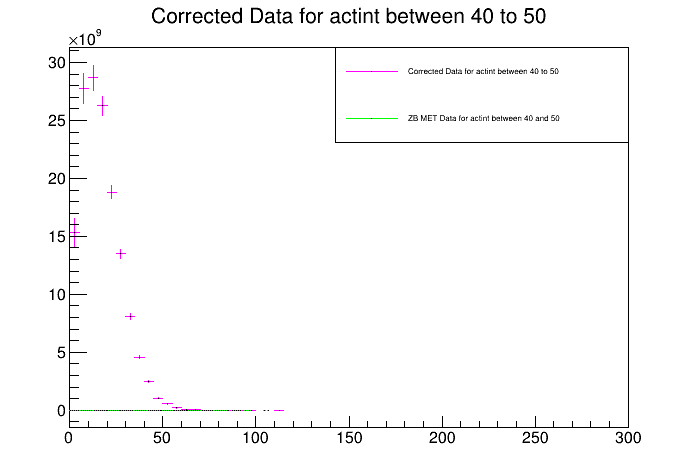 Corrected Data for actint between 40 to 50
×10⁹
Corrected Data for actint between 40 to 50
ZB MET Data for actint between 40 and 50
30
25
20
15
10
5
0
0 50 100 150 200 250 300